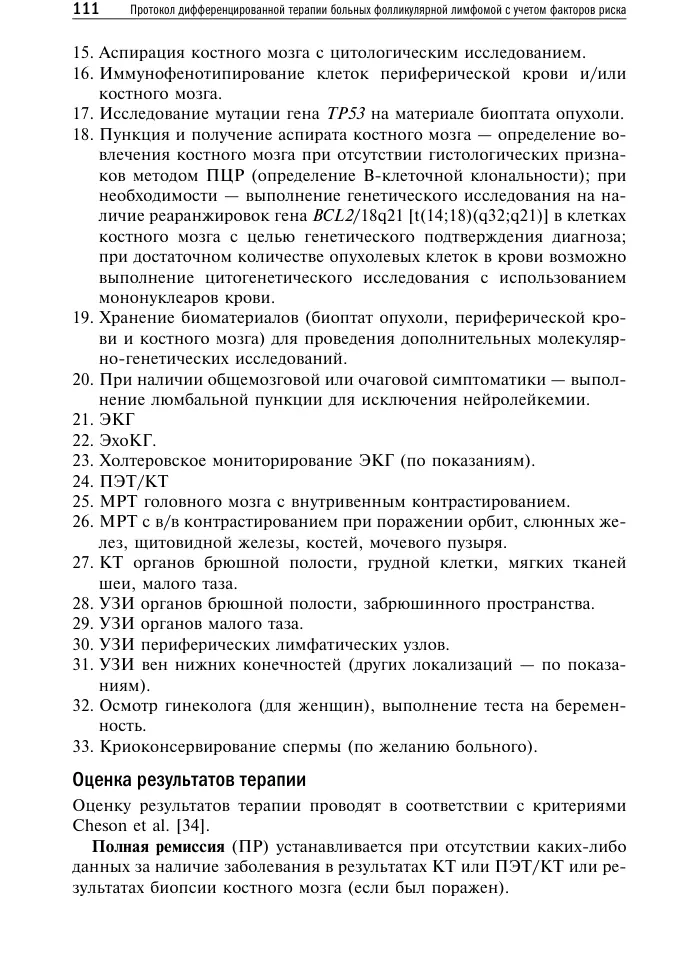 111 Протокол дифференцированной терапии больных фолликулярной лимфомой с учетом факторов риска
15. Аспирация костного мозга с цитологическим исследованием.
16. Иммунофенотипирование клеток периферической крови и/или
костного мозга.
17. Исследование мутации гена TP53 на материале биоптата опухоли.
18. Пункция и получение аспирата костного мозга — определение во-
влечения костного мозга при отсутствии гистологических призна-
ков методом ПЦР (определение В-клеточной клональности); при
необходимости — выполнение генетического исследования на на-
личие реаранжировок гена BCL2/18q21 [t(14;18)(q32;q21)] в клетках
костного мозга с целью генетического подтверждения диагноза;
при достаточном количестве опухолевых клеток в крови возможно
выполнение цитогенетического исследования с использованием
мононуклеаров крови.
19. Хранение биоматериалов (биоптат опухоли, периферической кро-
ви и костного мозга) для проведения дополнительных молекуляр-
но-генетических исследований.
20. При наличии общемозговой или очаговой симптоматики — выпол-
нение люмбальной пункции для исключения нейролейкемии.
21. ЭКГ
22. ЭхоКГ.
23. Холтеровское мониторирование ЭКГ (по показаниям).
24. ПЭТ/КТ
25. МРТ головного мозга с внутривенным контрастированием.
26. МРТ с в/в контрастированием при поражении орбит, слюнных же-
лез, щитовидной железы, костей, мочевого пузыря.
27. КТ органов брюшной полости, грудной клетки, мягких тканей
шеи, малого таза.
28. УЗИ органов брюшной полости, забрюшинного пространства.
29. УЗИ органов малого таза.
30. УЗИ периферических лимфатических узлов.
31. УЗИ вен нижних конечностей (других локализаций — по показа-
ниям).
32. Осмотр гинеколога (для женщин), выполнение теста на беремен-
ность.
33. Криоконсервирование спермы (по желанию больного).
Оценка результатов терапии
Оценку результатов терапии проводят в соответствии с критериями
Cheson et al. [34].
Полная ремиссия (ПР) устанавливается при отсутствии каких-либо
данных за наличие заболевания в результатах КТ или ПЭТ/КТ или ре-
зультатах биопсии костного мозга (если был поражен).